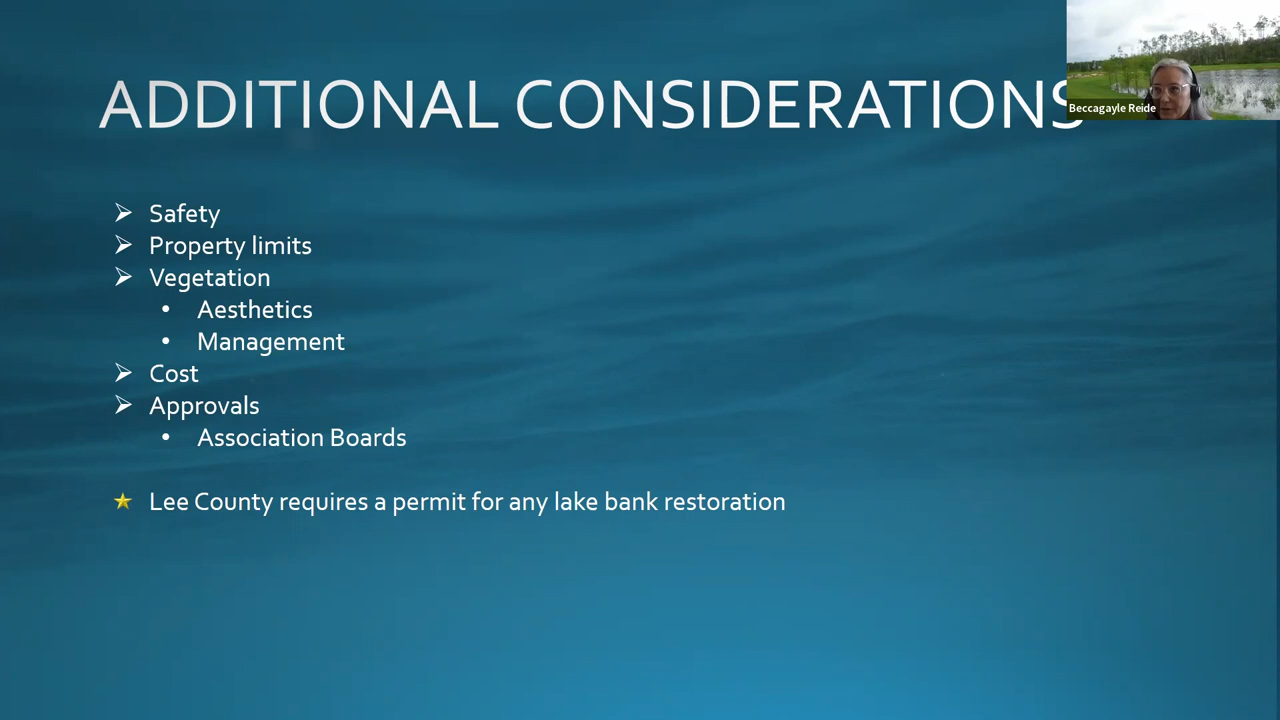 ADDITIONAL CONSIDERATIONS
Beccagayle Reide
Safety
Property limits
Vegetation
Aesthetics
Management
Cost
Approvals
Association Boards
Lee County requires a permit for any lake bank restoration